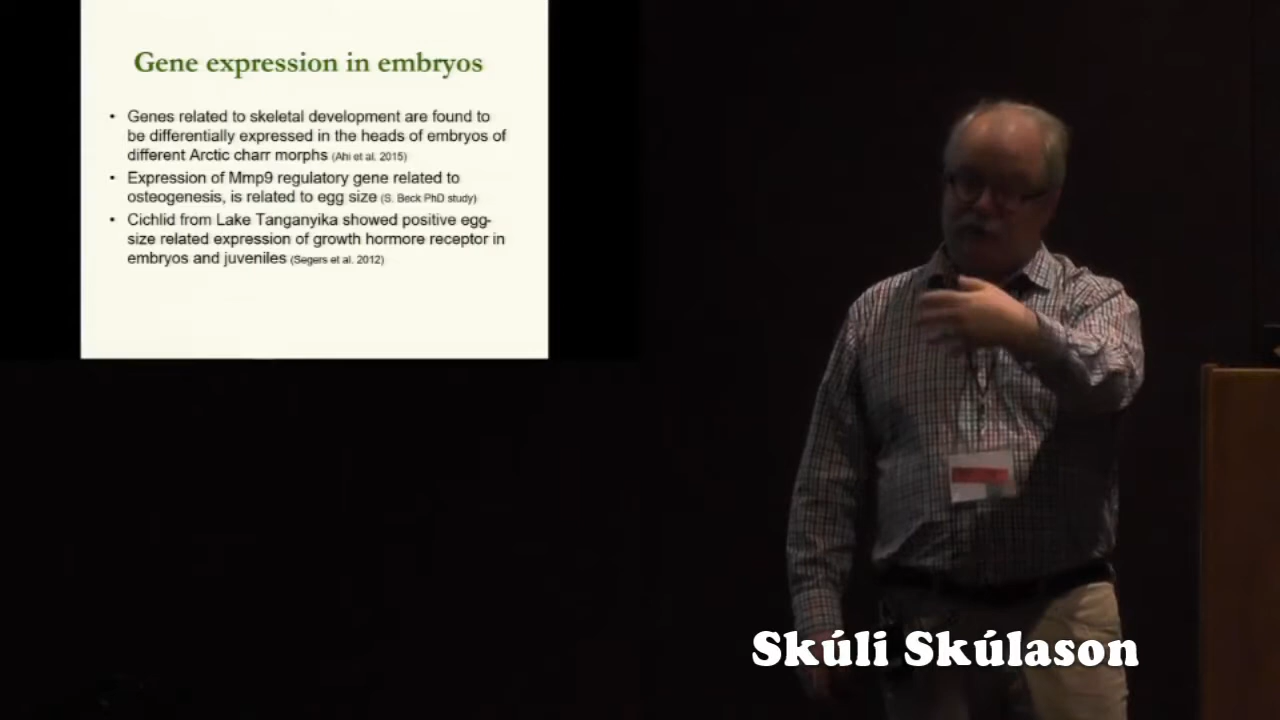 Gene expression in embryos
• Genes related to skeletal development are found to
be differentially expressed in the heads of embryos of
different Arctic charr morphs (Ahi et al. 2015)
• Expression of Mmp9 regulatory gene related to
osteogenesis, is related to egg size (S. Beck PhD study)
• Cichlid from Lake Tanganyika showed positive egg-
size related expression of growth hormore receptor in
embryos and juveniles (Segers et al. 2012)
Skúli Skúlason